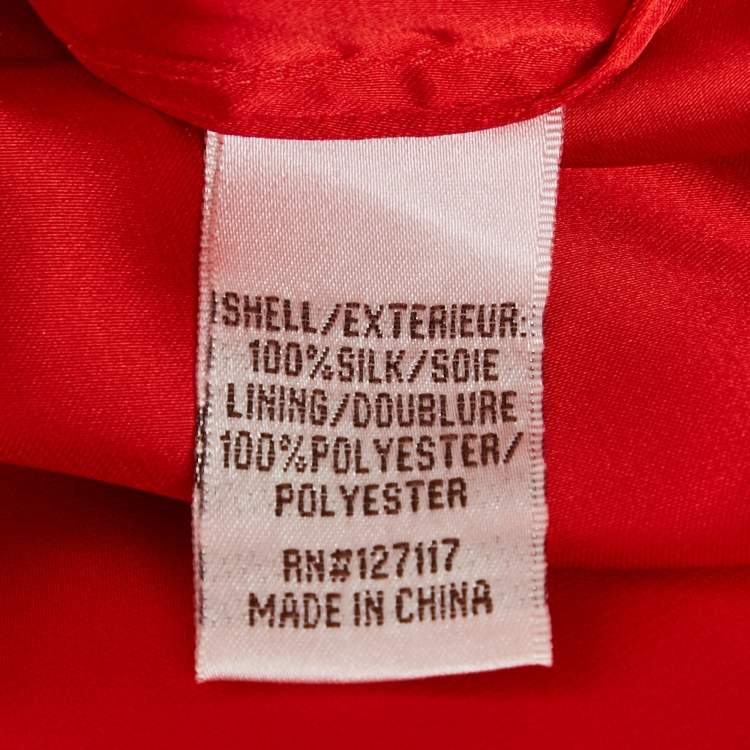 SHELL/EXTERIEUR:
100%SILK/SOIE
LINING/DOUBLURE
100%POLYESTER/
POLYESTER
RN#127117
MADE IN CHINA